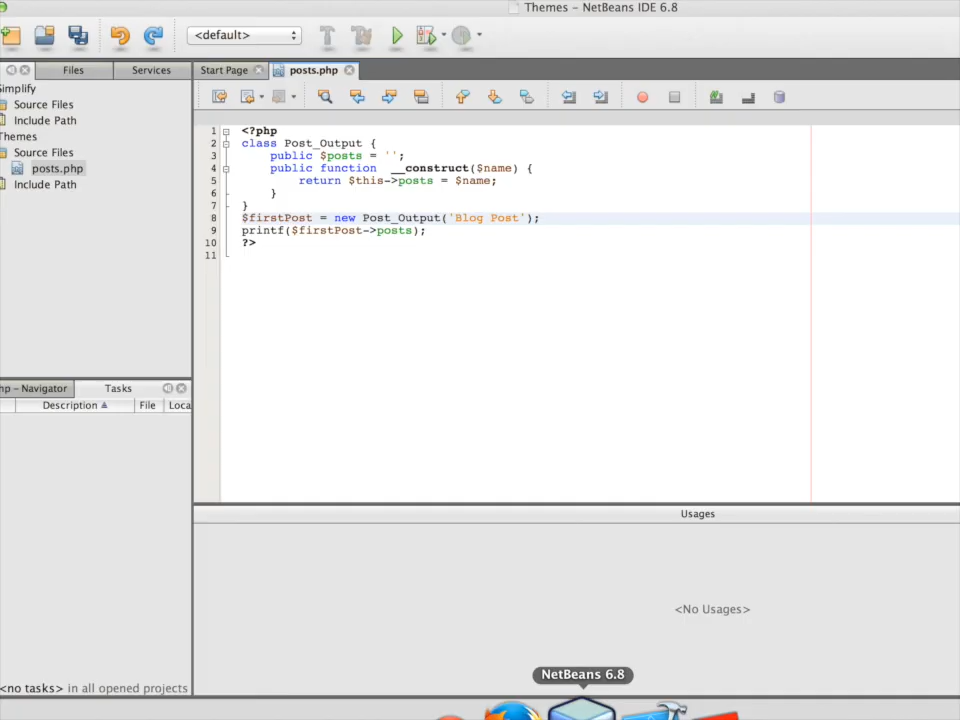 Themes - NetBeans IDE 6.8
<default>
Files
Services
Start Page
posts.php
Simplify
Source Files
Include Path
Themes
Source Files
posts.php
Include Path
1 <?php
2 class Post_Output {
3 public $posts = '';
4 public function __construct($name) {
5 return $this->posts = $name;
6 }
7 }
8 $firstPost = new Post_Output('Blog Post');
9 printf($firstPost->posts);
10 ?>
11
hp - Navigator
Tasks
Description
File
Loca
Usages
<No Usages>
<no tasks> in all opened projects
NetBeans 6.8